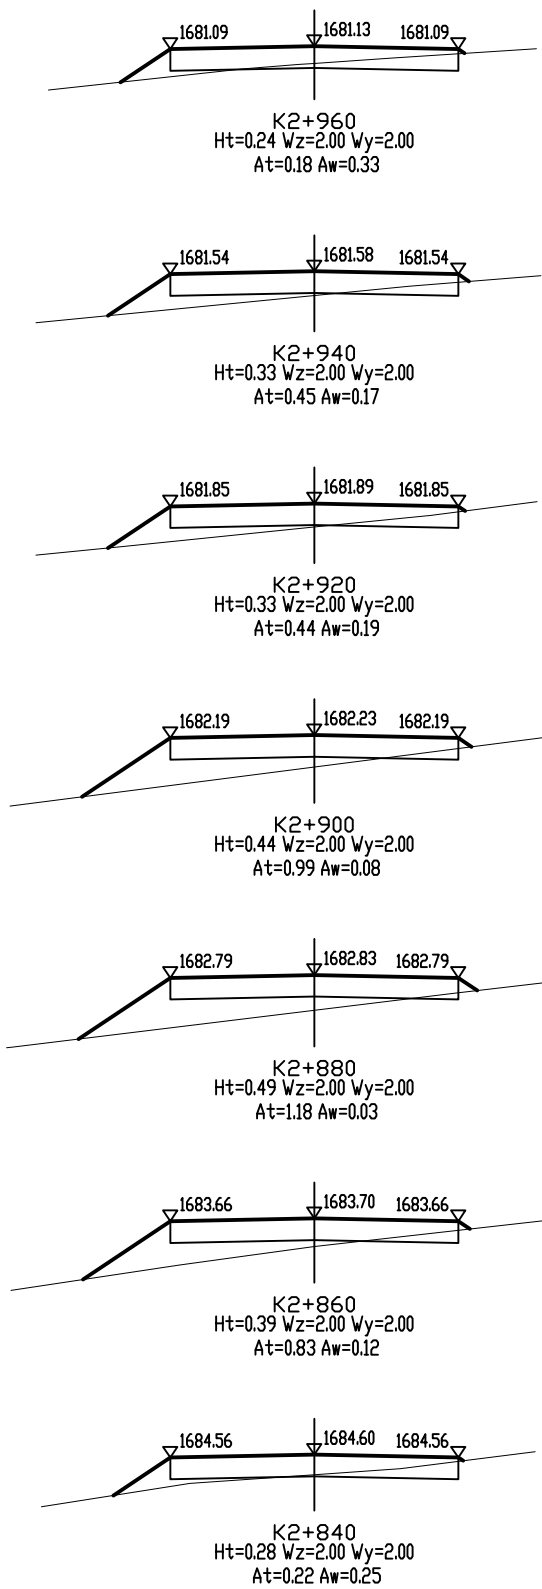 1681.09 1681.13 1681.09
K2+960
Ht=0.24 Wz=2.00 Wy=2.00
At=0.18 Aw=0.33
1681.54 1681.58 1681.54
K2+940
Ht=0.33 Wz=2.00 Wy=2.00
At=0.45 Aw=0.17
1681.85 1681.89 1681.85
K2+920
Ht=0.33 Wz=2.00 Wy=2.00
At=0.44 Aw=0.19
1682.19 1682.23 1682.19
K2+900
Ht=0.44 Wz=2.00 Wy=2.00
At=0.99 Aw=0.08
1682.79 1682.83 1682.79
K2+880
Ht=0.49 Wz=2.00 Wy=2.00
At=1.18 Aw=0.03
1683.66 1683.70 1683.66
K2+860
Ht=0.39 Wz=2.00 Wy=2.00
At=0.83 Aw=0.12
1684.56 1684.60 1684.56
K2+840
Ht=0.28 Wz=2.00 Wy=2.00
At=0.22 Aw=0.25